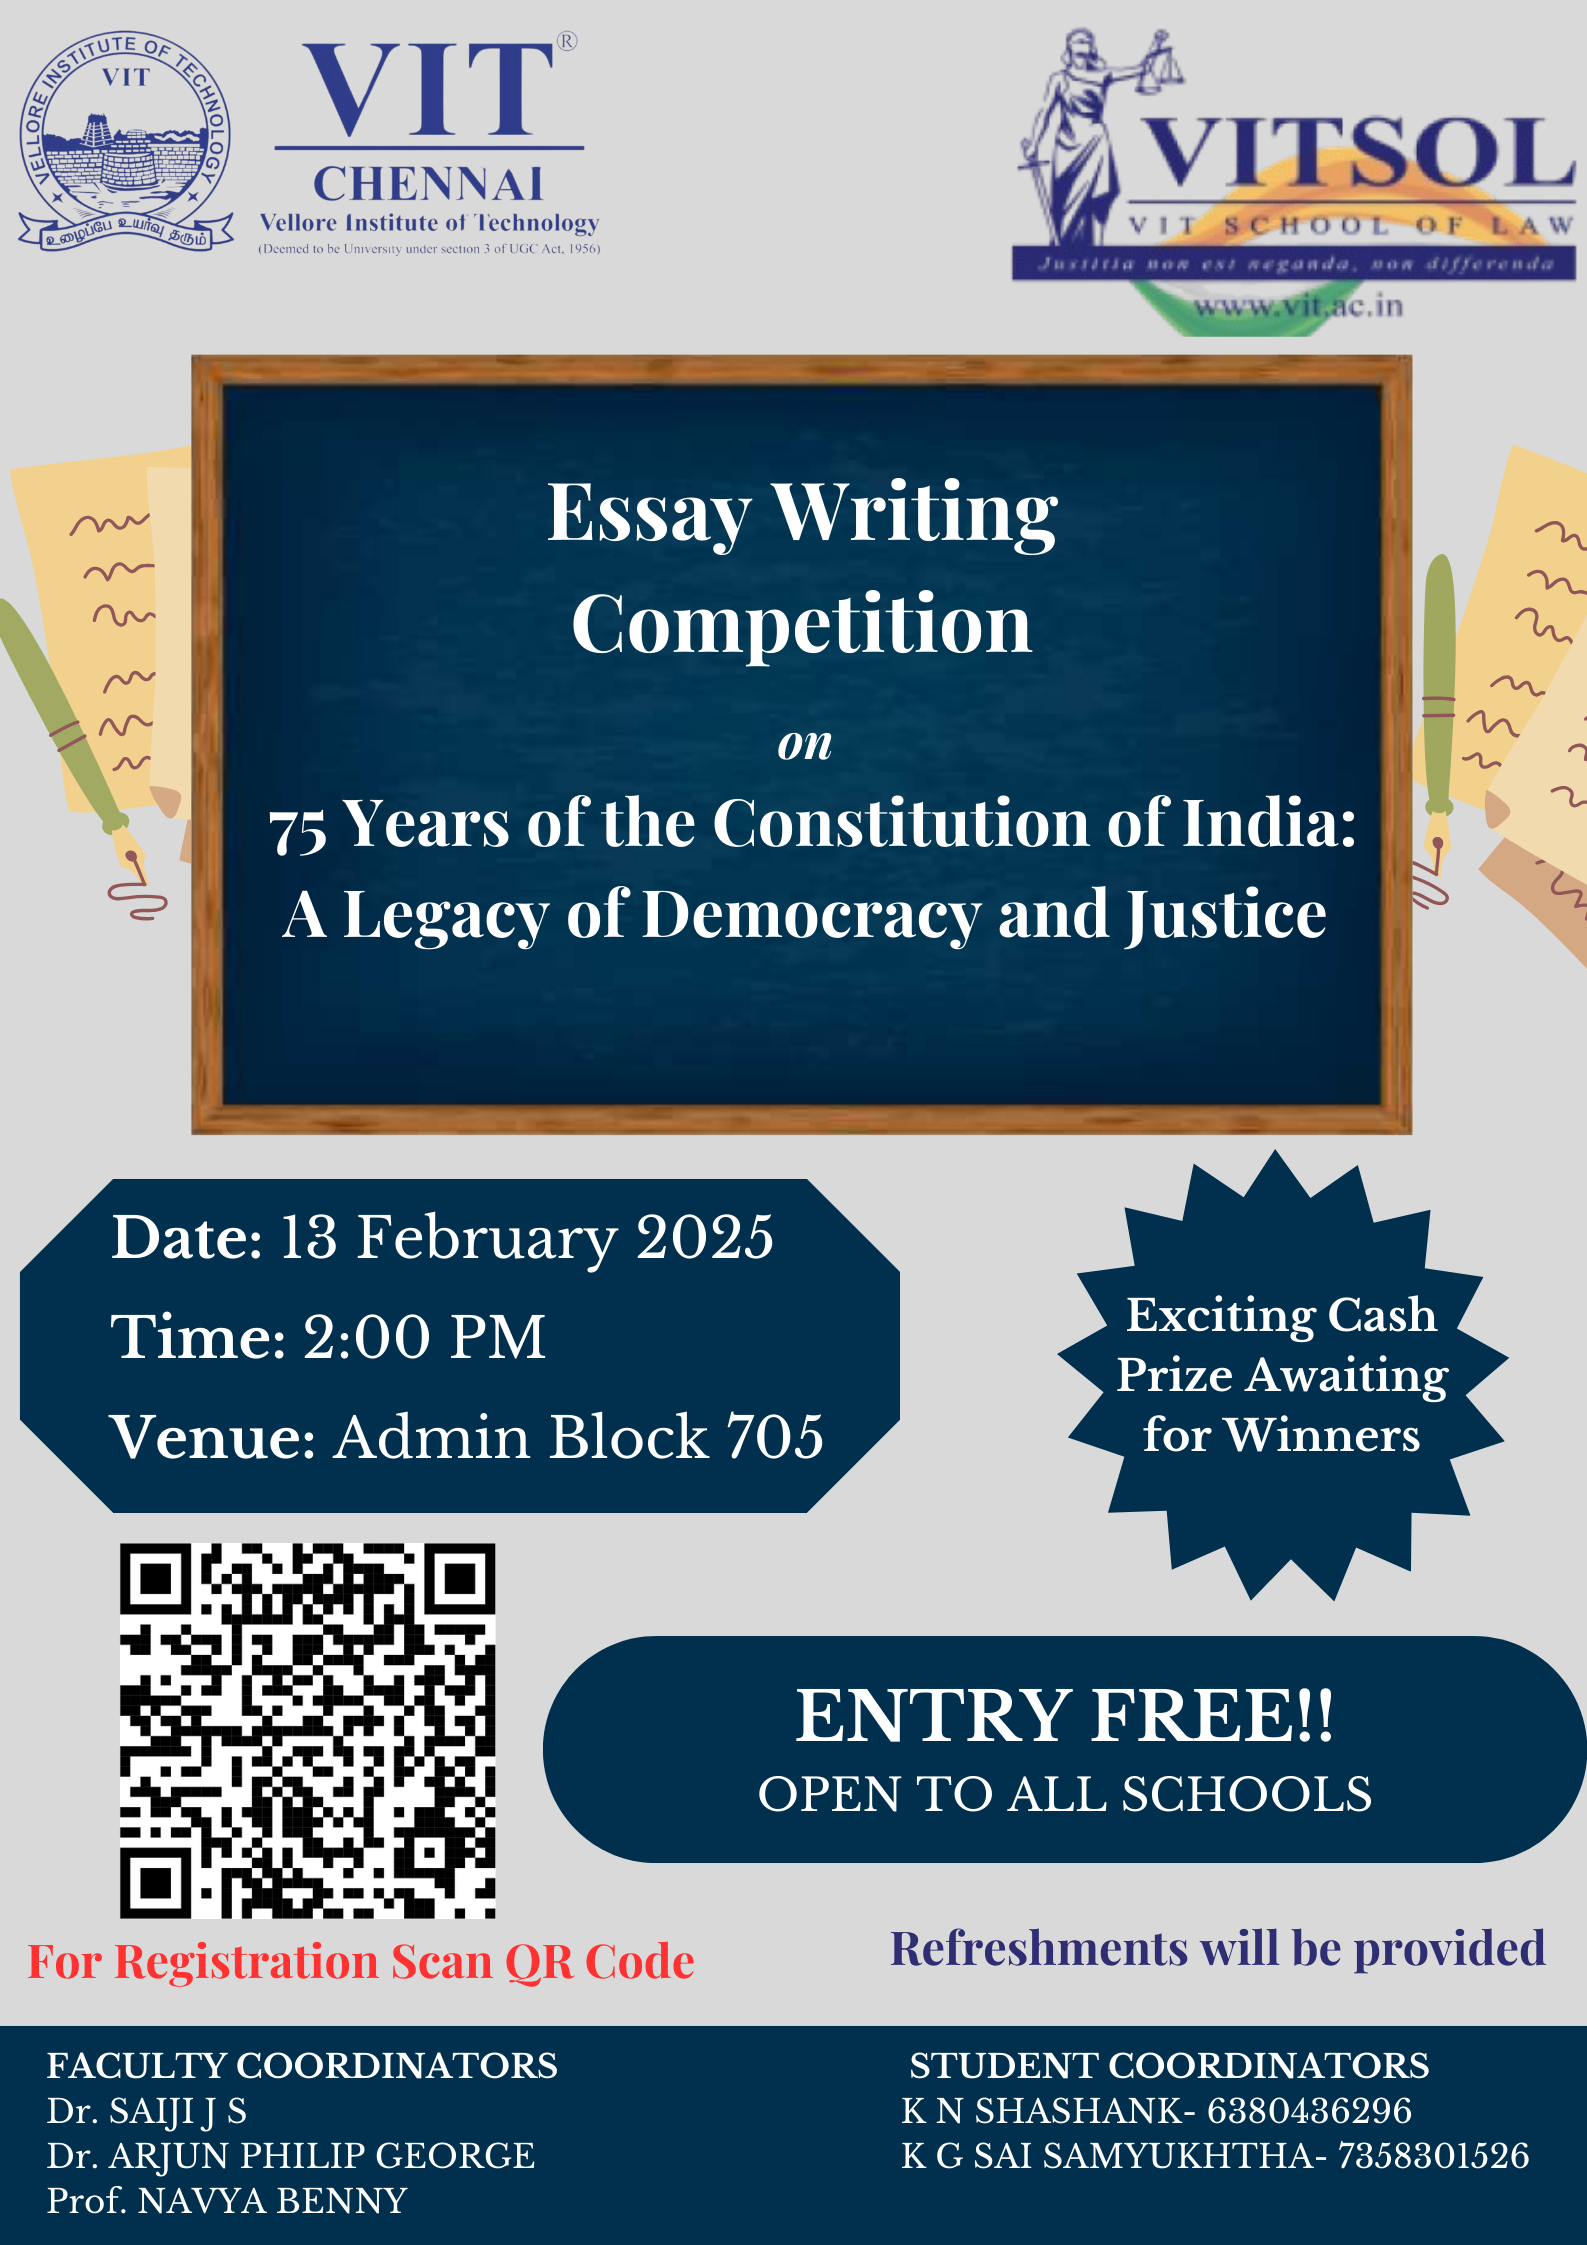 VELLORE INSTITUTE OF TECHNOLOGY
VIT
உழைப்பே உயர்வு தரும்
VIT®
CHENNAI
Vellore Institute of Technology
(Deemed to be University under section 3 of UGC Act, 1956)
VITSOL
VIT SCHOOL OF LAW
Justitia non est neganda, non differenda
www.vit.ac.in
Essay Writing
Competition
on
75 Years of the Constitution of India:
A Legacy of Democracy and Justice
Date: 13 February 2025
Time: 2:00 PM
Venue: Admin Block 705
Exciting Cash
Prize Awaiting
for Winners
ENTRY FREE!!
OPEN TO ALL SCHOOLS
For Registration Scan QR Code
Refreshments will be provided
FACULTY COORDINATORS
Dr. SAIJI J S
Dr. ARJUN PHILIP GEORGE
Prof. NAVYA BENNY
STUDENT COORDINATORS
K N SHASHANK- 6380436296
K G SAI SAMYUKHTHA- 7358301526